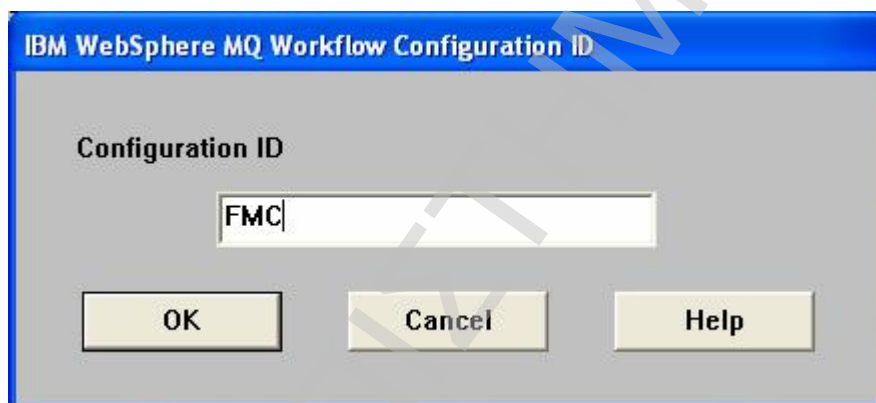 IBM WebSphere MQ Workflow Configuration ID
Configuration ID
FMC
OK Cancel Help